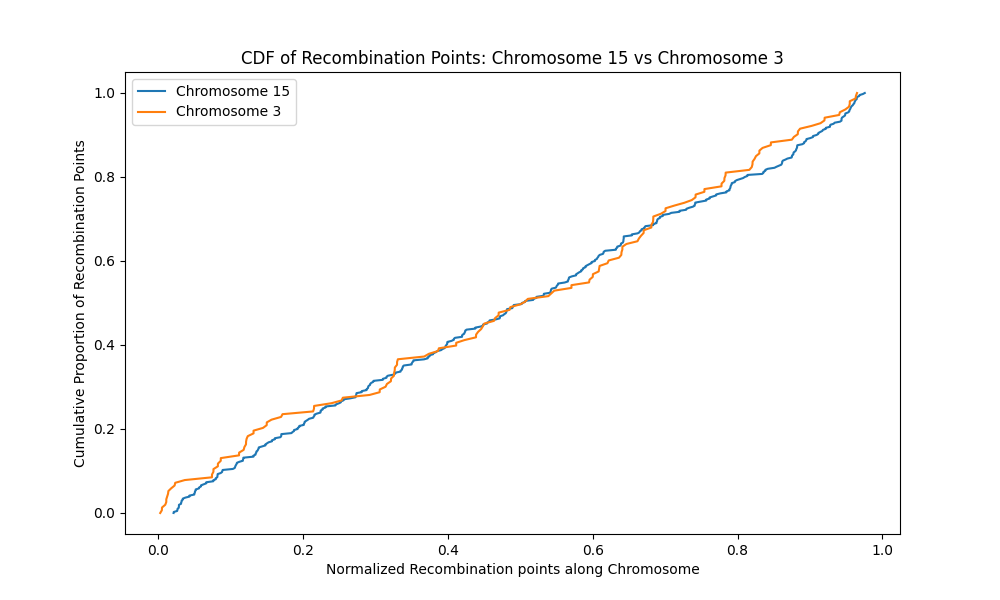 CDF of Recombination Points: Chromosome 15 vs Chromosome 3
Chromosome 15
Chromosome 3
Cumulative Proportion of Recombination Points
1.0
0.8
0.6
0.4
0.2
0.0
0.0 0.2 0.4 0.6 0.8 1.0
Normalized Recombination points along Chromosome